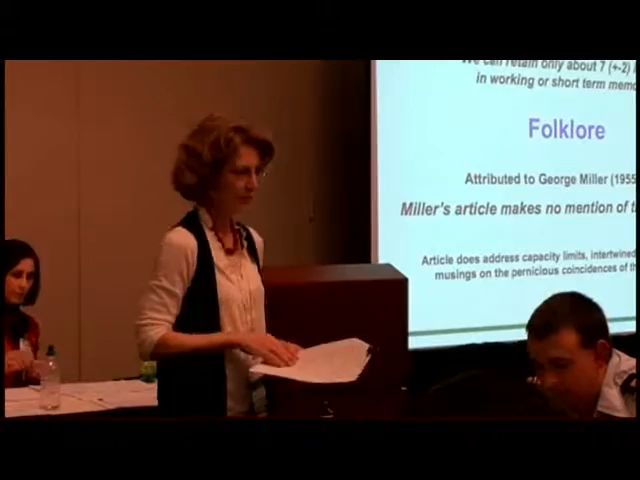 We can retain only about 7 (+-2)
in working or short term memo
Folklore
Attributed to George Miller (1955
Miller's article makes no mention of t
Article does address capacity limits, intertwined
musings on the pernicious coincidences of th